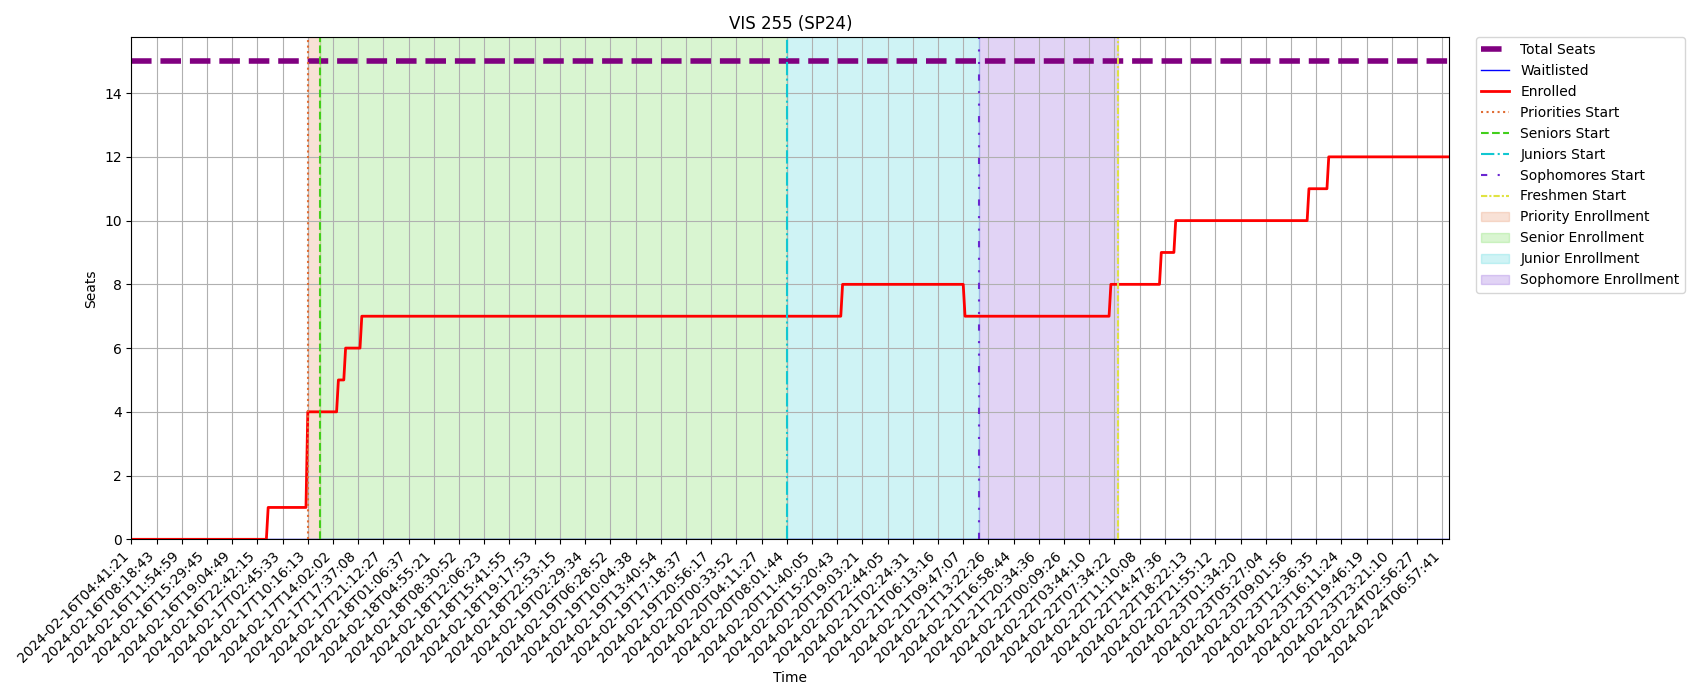 VIS 255 (SP24)
Total Seats
Waitlisted
Enrolled
Priorities Start
Seniors Start
Juniors Start
Sophomores Start
Freshmen Start
Priority Enrollment
Senior Enrollment
Junior Enrollment
Sophomore Enrollment
Seats
14
12
10
8
6
4
2
0
2024-02-16T04:41:21
2024-02-16T08:18:43
2024-02-16T11:54:59
2024-02-16T15:29:45
2024-02-16T19:04:49
2024-02-16T22:42:15
2024-02-17T02:45:33
2024-02-17T10:16:13
2024-02-17T14:02:02
2024-02-17T17:37:08
2024-02-17T21:12:27
2024-02-18T01:06:37
2024-02-18T04:55:21
2024-02-18T08:30:52
2024-02-18T12:06:23
2024-02-18T15:41:55
2024-02-18T19:17:53
2024-02-18T22:53:15
2024-02-19T02:29:34
2024-02-19T06:28:52
2024-02-19T10:04:38
2024-02-19T13:40:54
2024-02-19T17:18:37
2024-02-19T20:56:17
2024-02-20T00:33:52
2024-02-20T04:11:27
2024-02-20T08:01:44
2024-02-20T11:40:05
2024-02-20T15:20:43
2024-02-20T19:03:21
2024-02-20T22:44:05
2024-02-21T02:24:31
2024-02-21T06:13:16
2024-02-21T09:47:07
2024-02-21T13:22:26
2024-02-21T16:58:44
2024-02-21T20:34:36
2024-02-22T00:09:26
2024-02-22T03:44:10
2024-02-22T07:34:22
2024-02-22T11:10:08
2024-02-22T14:47:36
2024-02-22T18:22:13
2024-02-22T21:55:12
2024-02-23T01:34:20
2024-02-23T05:27:04
2024-02-23T09:01:56
2024-02-23T12:36:35
2024-02-23T16:11:24
2024-02-23T19:46:19
2024-02-23T23:21:10
2024-02-24T02:56:27
2024-02-24T06:57:41
Time